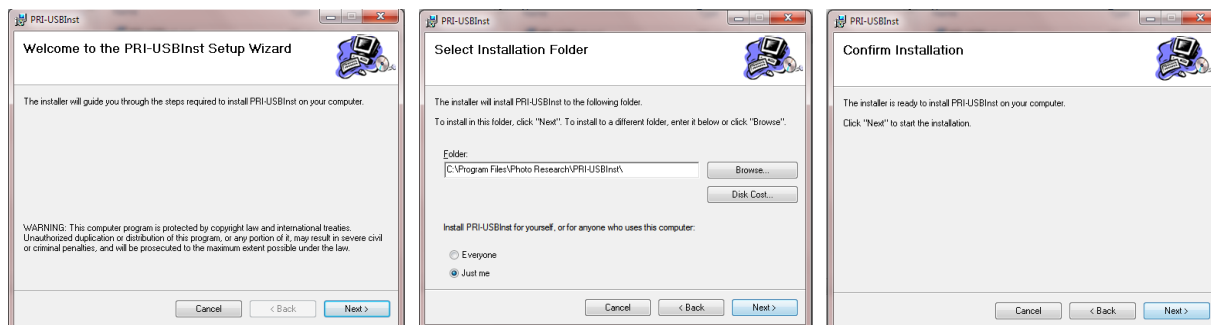 PRI-USBInst
Welcome to the PRI-USBInst Setup Wizard
The installer will guide you through the steps required to install PRI-USBInst on your computer.
WARNING: This computer program is protected by copyright law and international treaties.
Unauthorized duplication or distribution of this program, or any portion of it, may result in severe civil
or criminal penalties, and will be prosecuted to the maximum extent possible under the law.
Cancel < Back Next >
PRI-USBInst
Select Installation Folder
The installer will install PRI-USBInst to the following folder.
To install in this folder, click "Next". To install to a different folder, enter it below or click "Browse".
Folder:
C:\Program Files\Photo Research\PRI-USBInst\
Browse...
Disk Cost...
Install PRI-USBInst for yourself, or for anyone who uses this computer:
Everyone
Just me
Cancel < Back Next >
PRI-USBInst
Confirm Installation
The installer is ready to install PRI-USBInst on your computer.
Click "Next" to start the installation.
Cancel < Back Next >